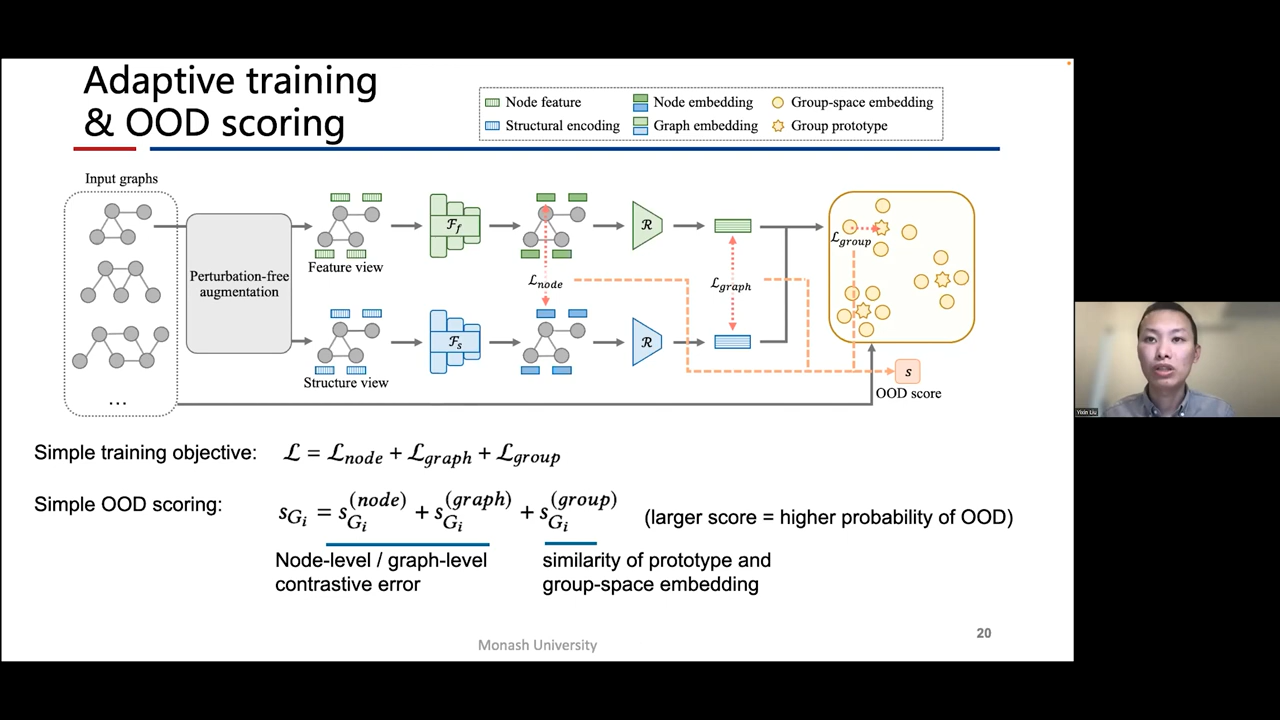 Adaptive training
& OOD scoring
Node feature
Node embedding
Group-space embedding
Structural encoding
Graph embedding
Group prototype
Input graphs
Perturbation-free
augmentation
Feature view
Structure view
ℱf
ℱs
ℛ
ℛ
ℒnode
ℒgraph
ℒgroup
s
OOD score
...
Simple training objective: ℒ = ℒnode + ℒgraph + ℒgroup
Simple OOD scoring: sGi = sGi(node) + sGi(graph) + sGi(group) (larger score = higher probability of OOD)
Node-level / graph-level
contrastive error
similarity of prototype and
group-space embedding
Monash University
20
Yixin Liu